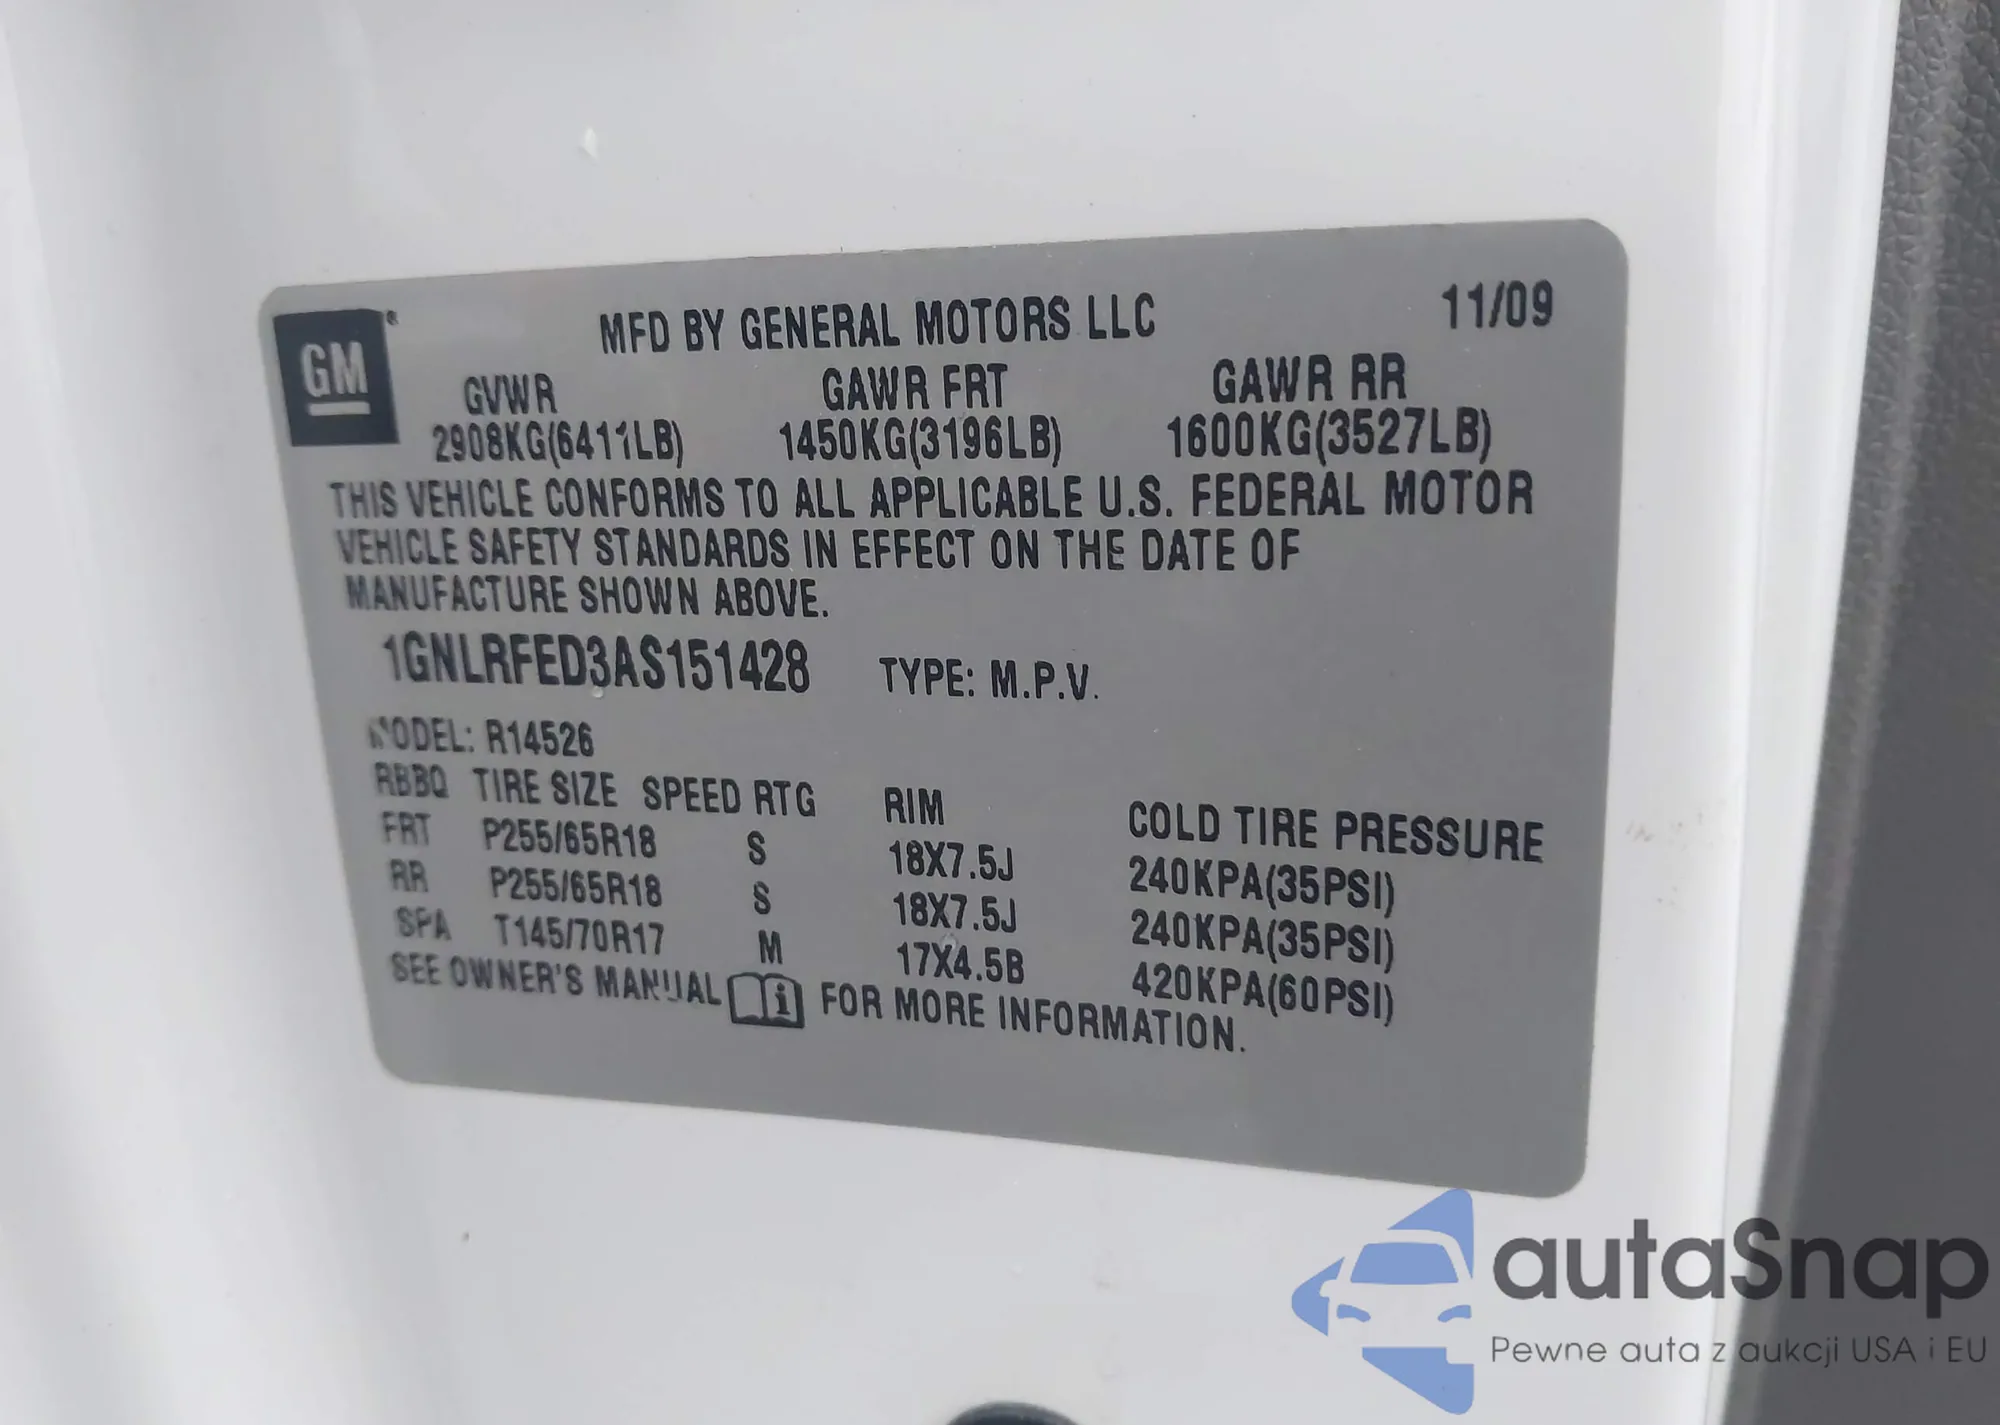 GM®
MFD BY GENERAL MOTORS LLC 11/09
GVWR GAWR FRT GAWR RR
2908KG(6411LB) 1450KG(3196LB) 1600KG(3527LB)
THIS VEHICLE CONFORMS TO ALL APPLICABLE U.S. FEDERAL MOTOR
VEHICLE SAFETY STANDARDS IN EFFECT ON THE DATE OF
MANUFACTURE SHOWN ABOVE.
1GNLRFED3AS151428 TYPE: M.P.V.
MODEL: R14526
RBBQ TIRE SIZE SPEED RTG RIM COLD TIRE PRESSURE
FRT P255/65R18 S 18X7.5J 240KPA(35PSI)
RR P255/65R18 S 18X7.5J 240KPA(35PSI)
SPA T145/70R17 M 17X4.5B 420KPA(60PSI)
SEE OWNER'S MANUAL i FOR MORE INFORMATION.
autaSnap
Pewne auta z aukcji USA i EU